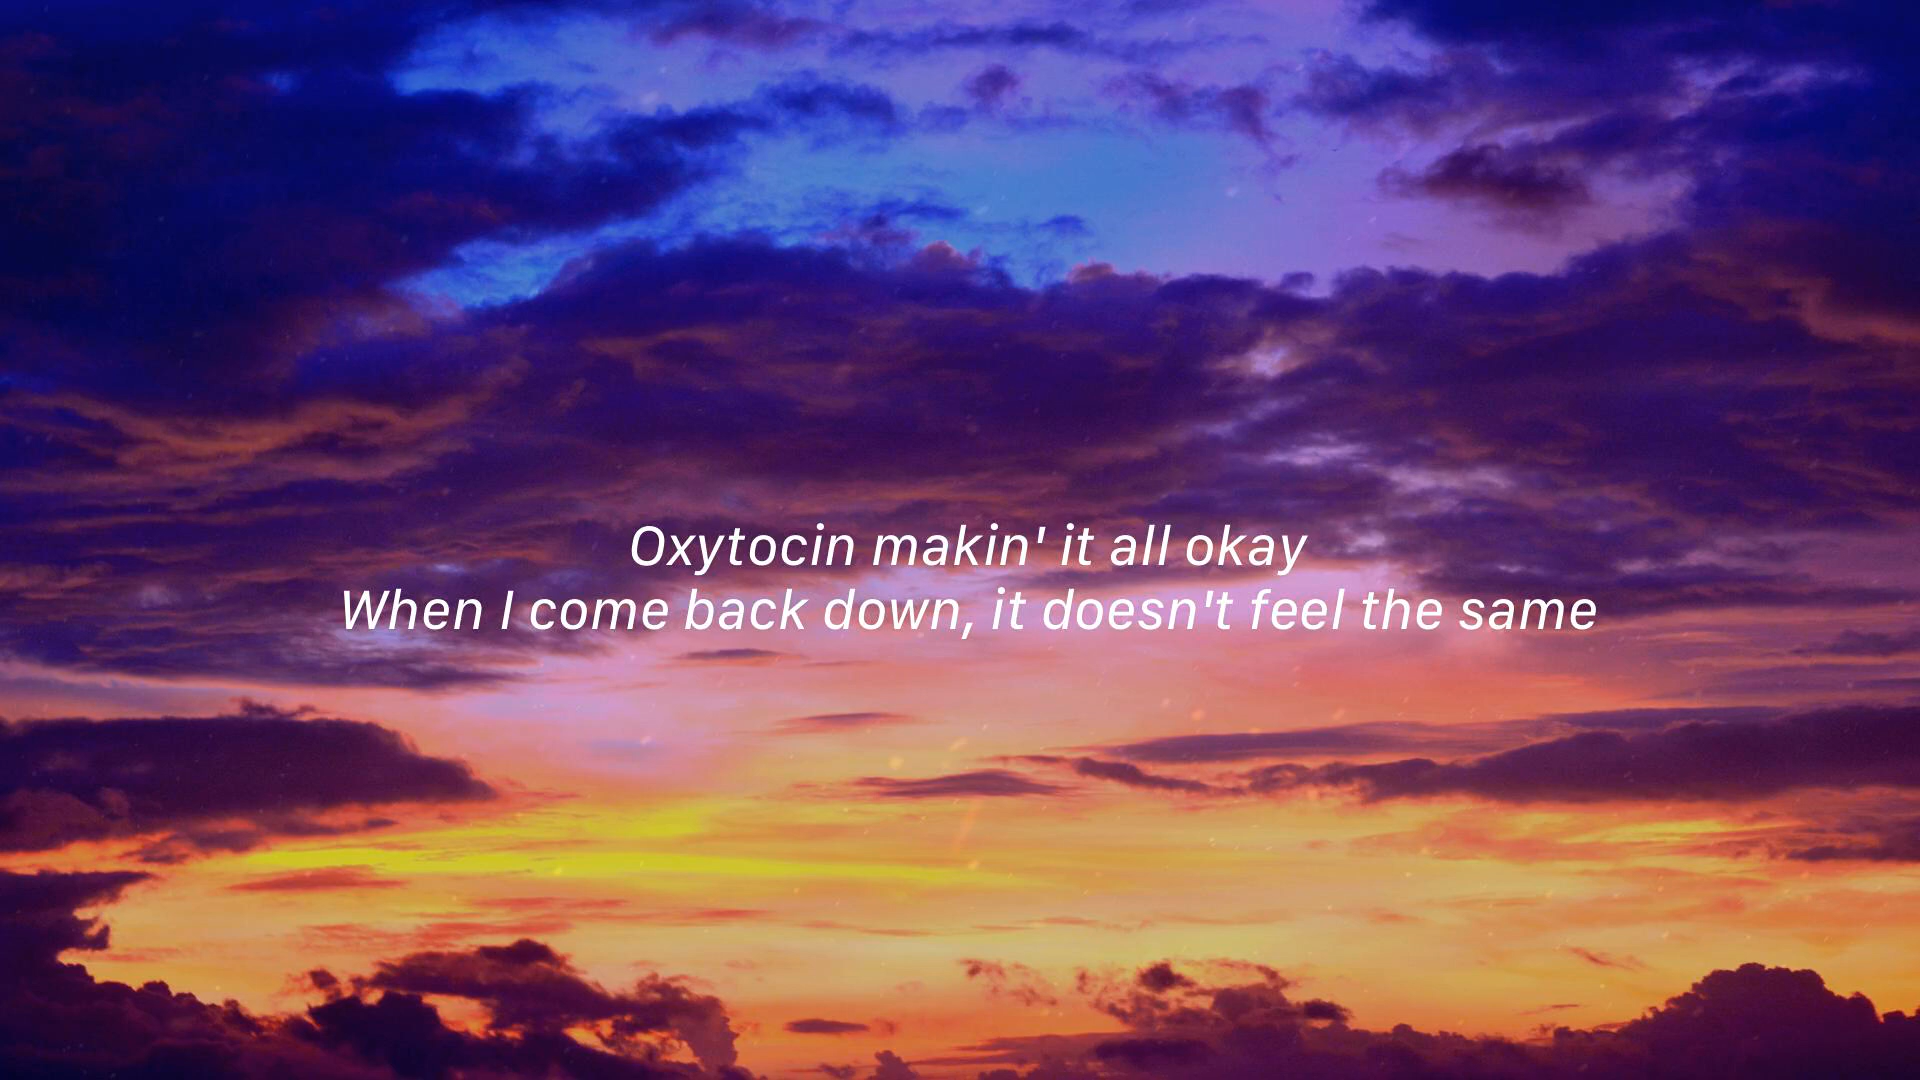 Oxytocin makin' it all okay
When I come back down, it doesn't feel the same